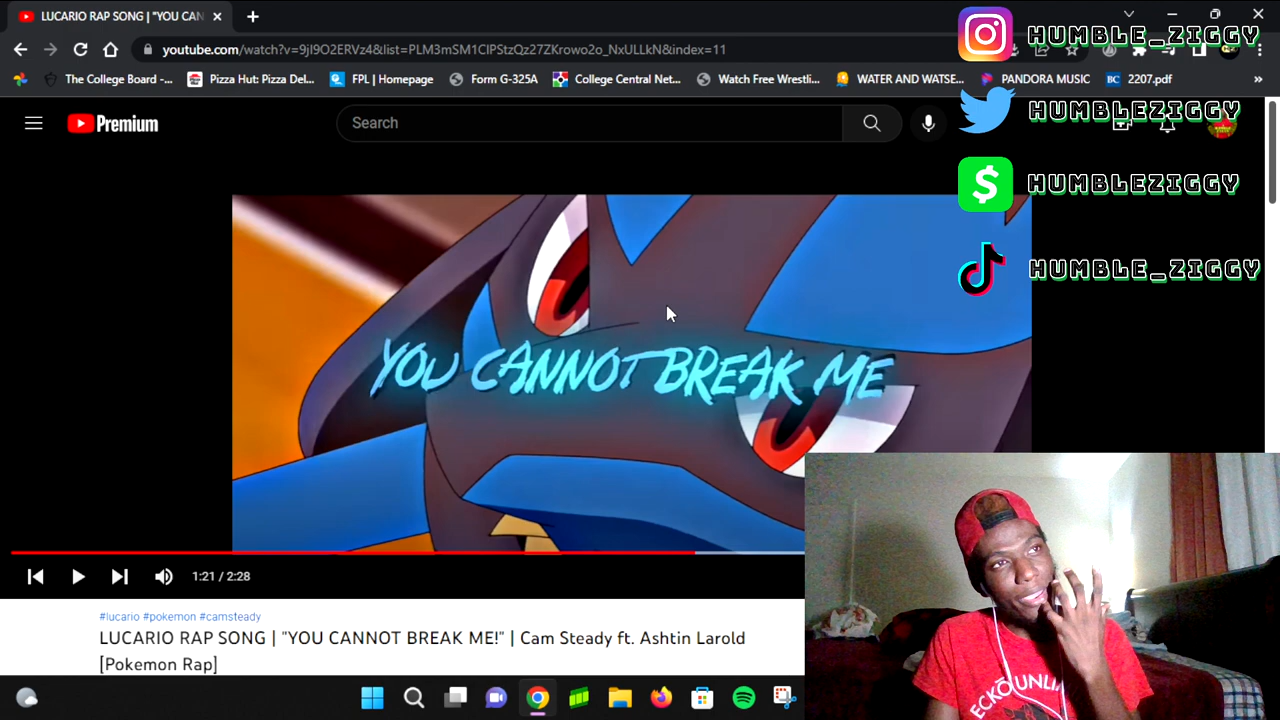 LUCARIO RAP SONG | "YOU CAN
youtube.com/watch?v=9jI9O2ERVz4&list=PLM3mSM1CIPStzQz27ZKrowo2o_NxULLkN&index=11
The College Board -... Pizza Hut: Pizza Del... FPL | Homepage Form G-325A College Central Net... Watch Free Wrestli... WATER AND WATSE... PANDORA MUSIC BC 2207.pdf
HUMBLE_ZIGGY
HUMBLEZIGGY
HUMBLEZIGGY
HUMBLE_ZIGGY
Premium
Search
YOU CANNOT BREAK ME
1:21 / 2:28
#lucario #pokemon #camsteady
LUCARIO RAP SONG | "YOU CANNOT BREAK ME!" | Cam Steady ft. Ashtin Larold
[Pokemon Rap]
ECKŌ UNLI